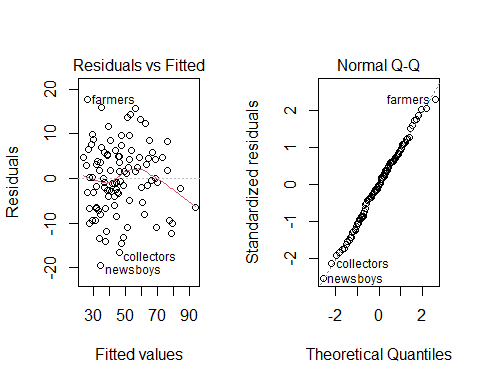 Residuals vs Fitted
Residuals
20
10
0
-10
-20
farmers
collectors
newsboys
30 50 70 90
Fitted values
Normal Q-Q
Standardized residuals
2
1
0
-1
-2
farmers
collectors
newsboys
-2 0 1 2
Theoretical Quantiles